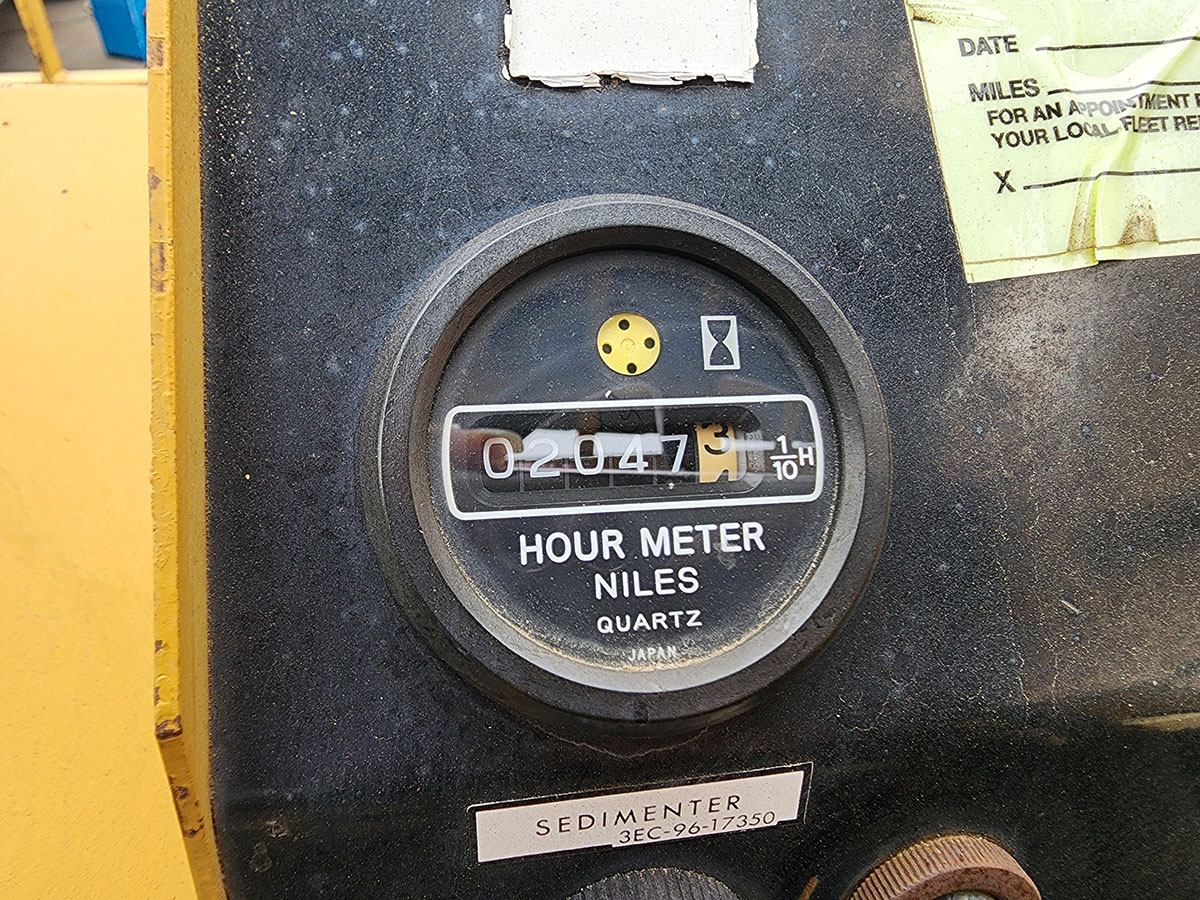 DATE
MILES
FOR AN APPOINTMENT
YOUR LOCAL FLEET
X
020473
1/10 H
HOUR METER
NILES
QUARTZ
JAPAN
SEDIMENTER
3EC-96-17350